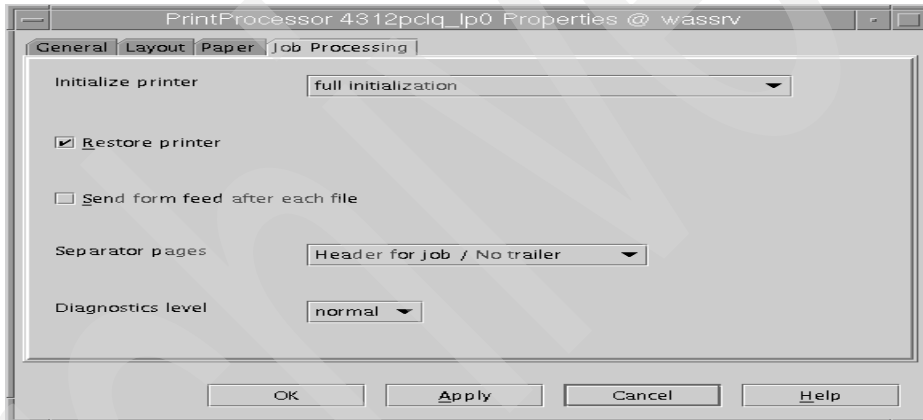 PrintProcessor 4312pclq_lp0 Properties @ wassrv
General Layout Paper Job Processing
Initialize printer full initialization
Restore printer
Send form feed after each file
Separator pages Header for job / No trailer
Diagnostics level normal
OK Apply Cancel Help